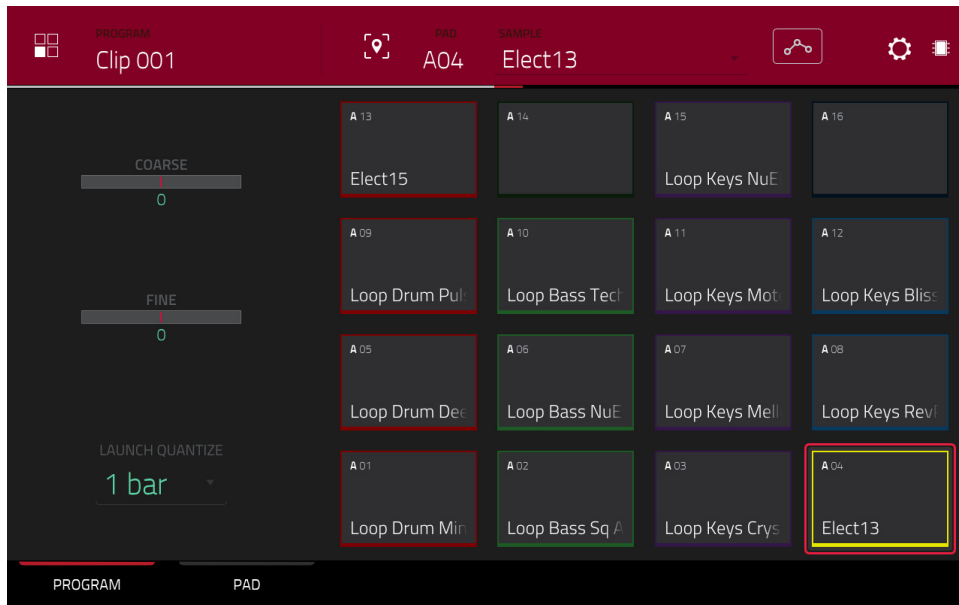 PROGRAM
Clip 001
PAD
A04
SAMPLE
Elect13
COARSE
0
FINE
0
LAUNCH QUANTIZE
1 bar
A 13
Elect15
A 14
A 15
Loop Keys NuE
A 16
A 09
Loop Drum Pul
A 10
Loop Bass Tech
A 11
Loop Keys Mot
A 12
Loop Keys Bliss
A 05
Loop Drum Dee
A 06
Loop Bass NuE
A 07
Loop Keys Mell
A 08
Loop Keys Rev
A 01
Loop Drum Min
A 02
Loop Bass Sq A
A 03
Loop Keys Crys
A 04
Elect13
PROGRAM
PAD